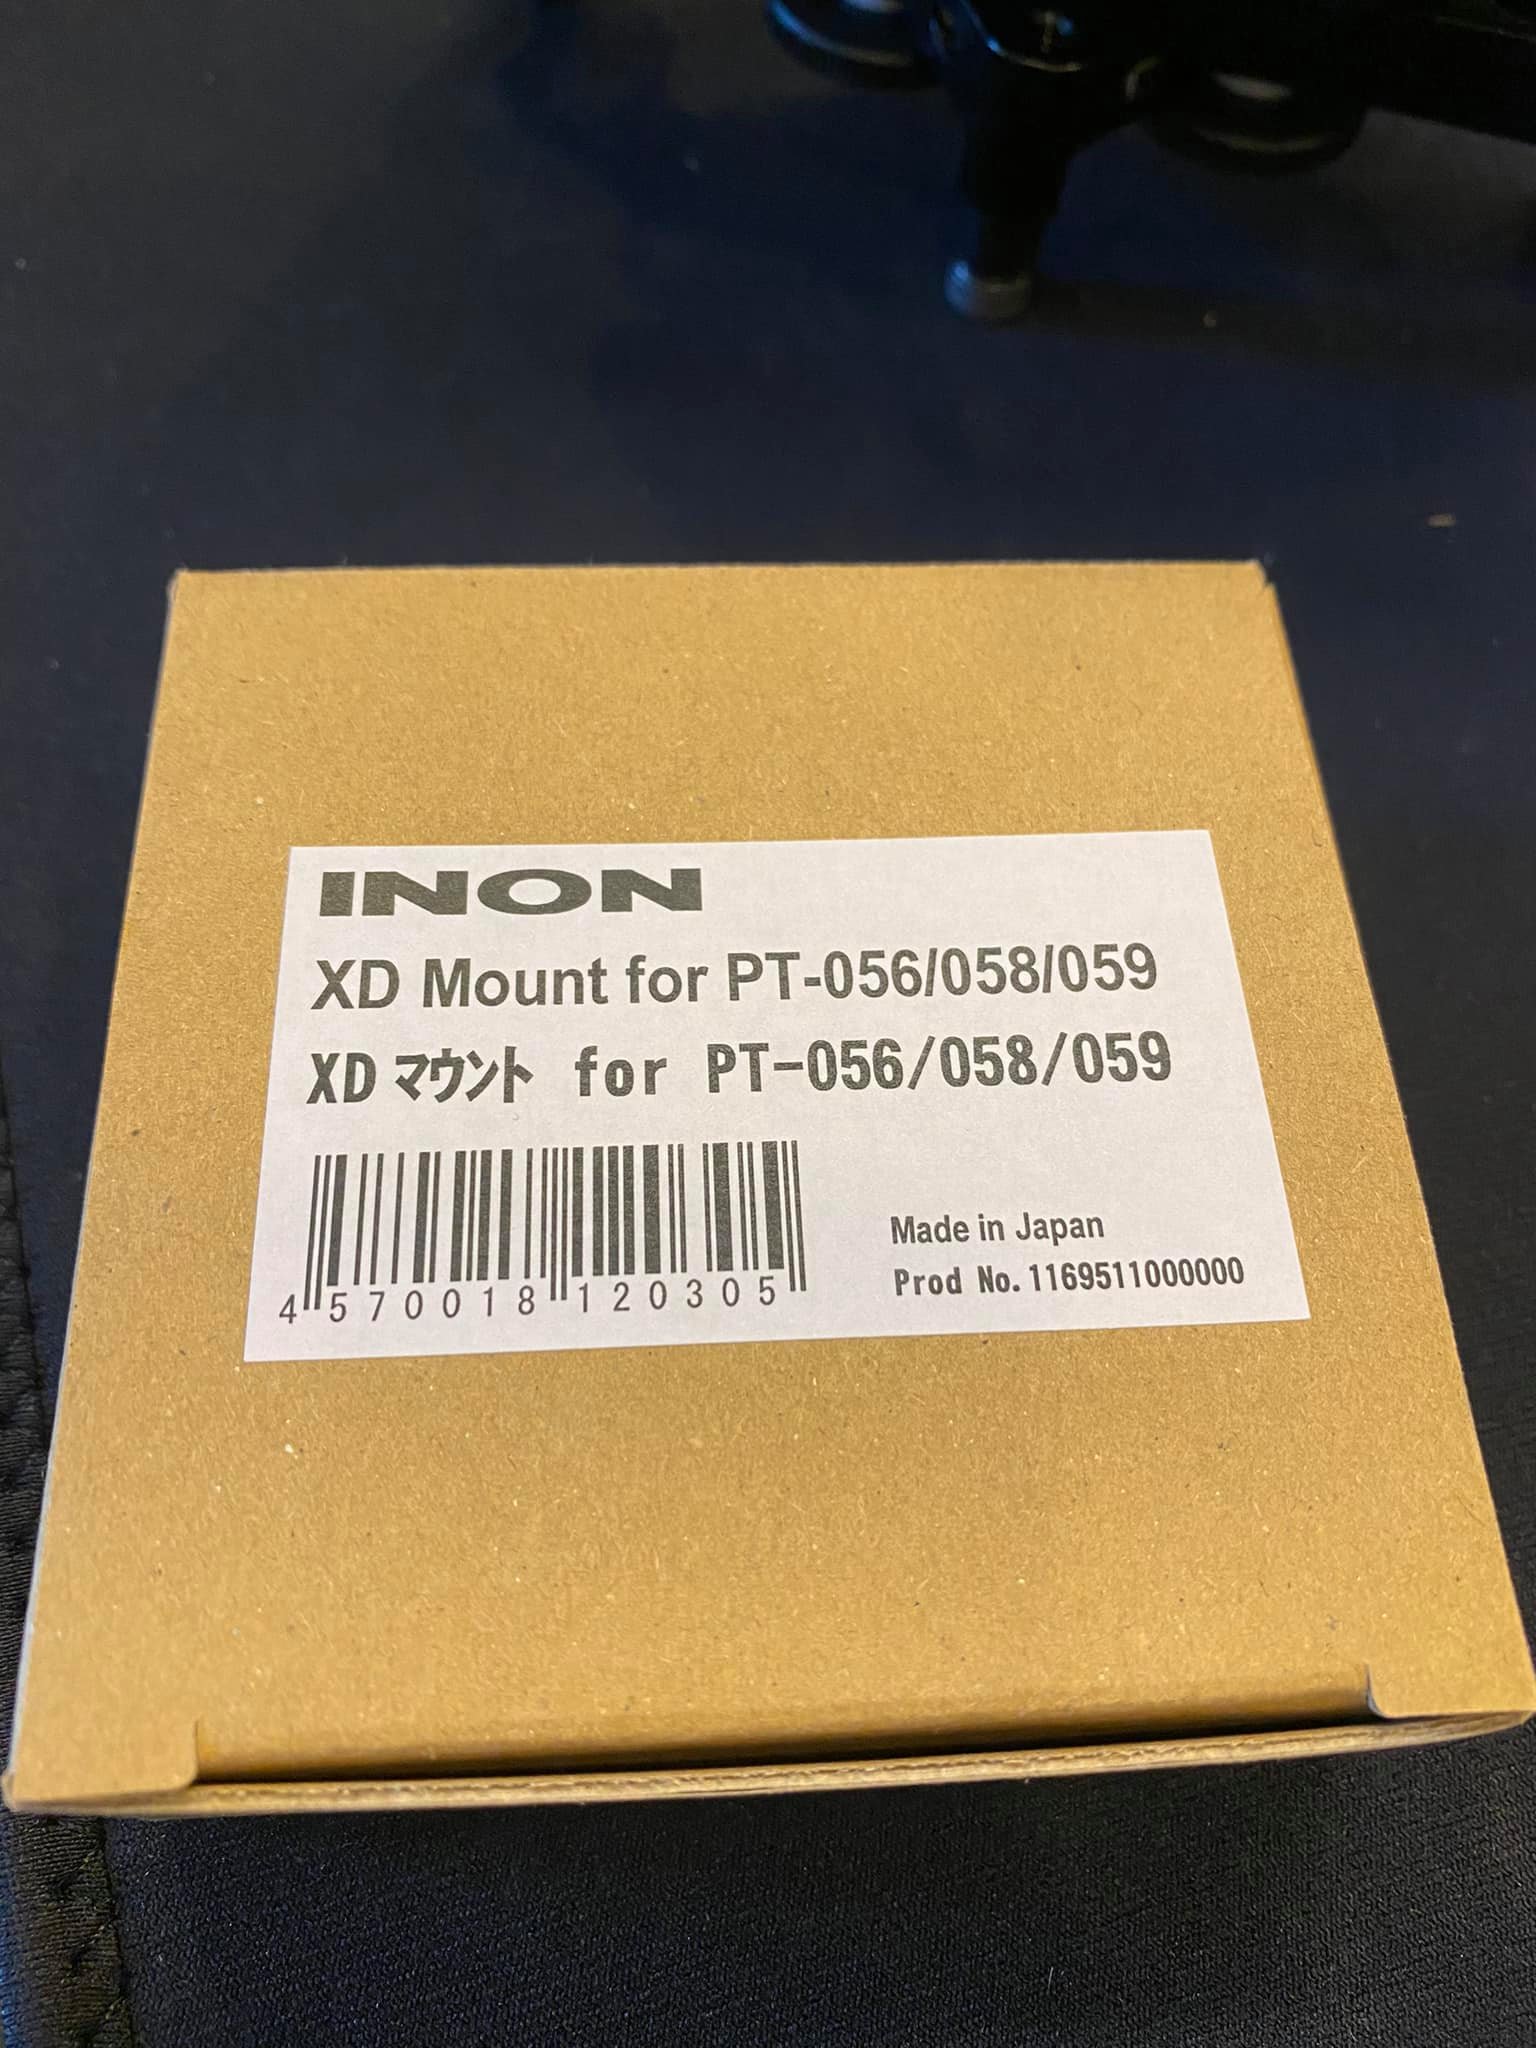 INON
XD Mount for PT-056/058/059
XD マウント for PT-056/058/059
4 570018 120305
Made in Japan
Prod No. 1169511000000